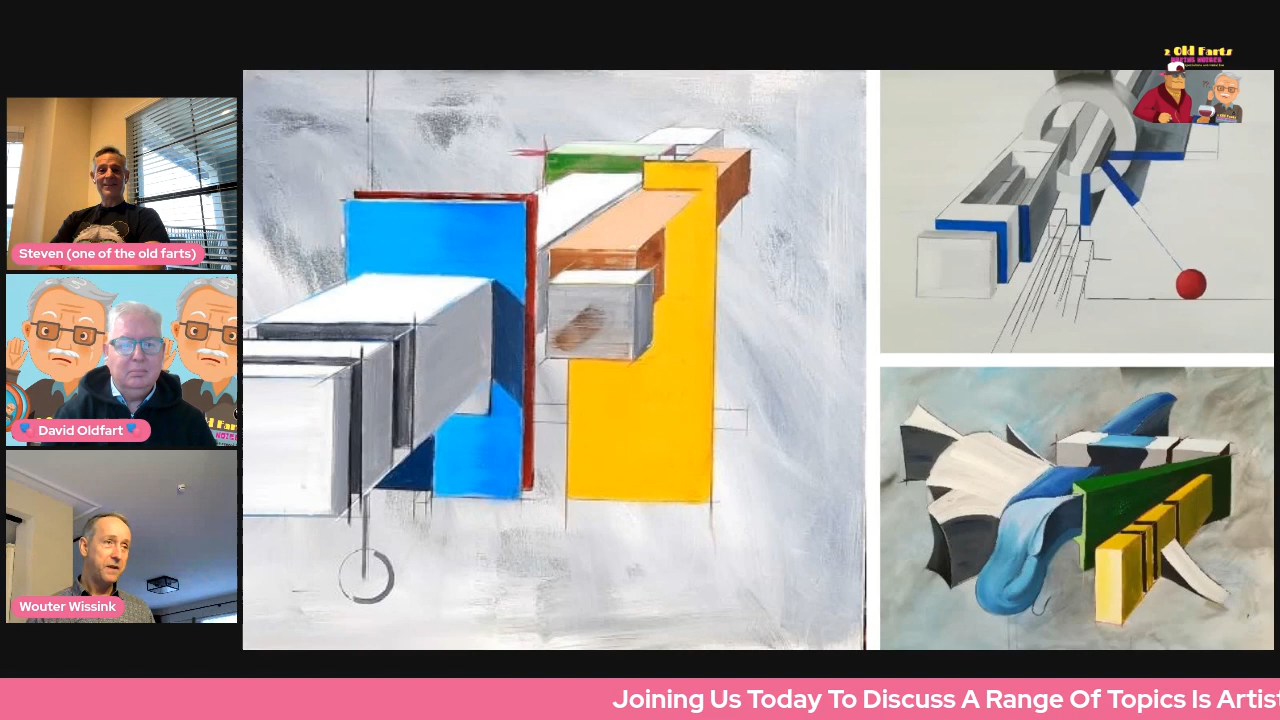 2 Old Farts
Steven (one of the old farts)
David Oldfart
Wouter Wissink
Joining Us Today To Discuss A Range Of Topics Is Artist